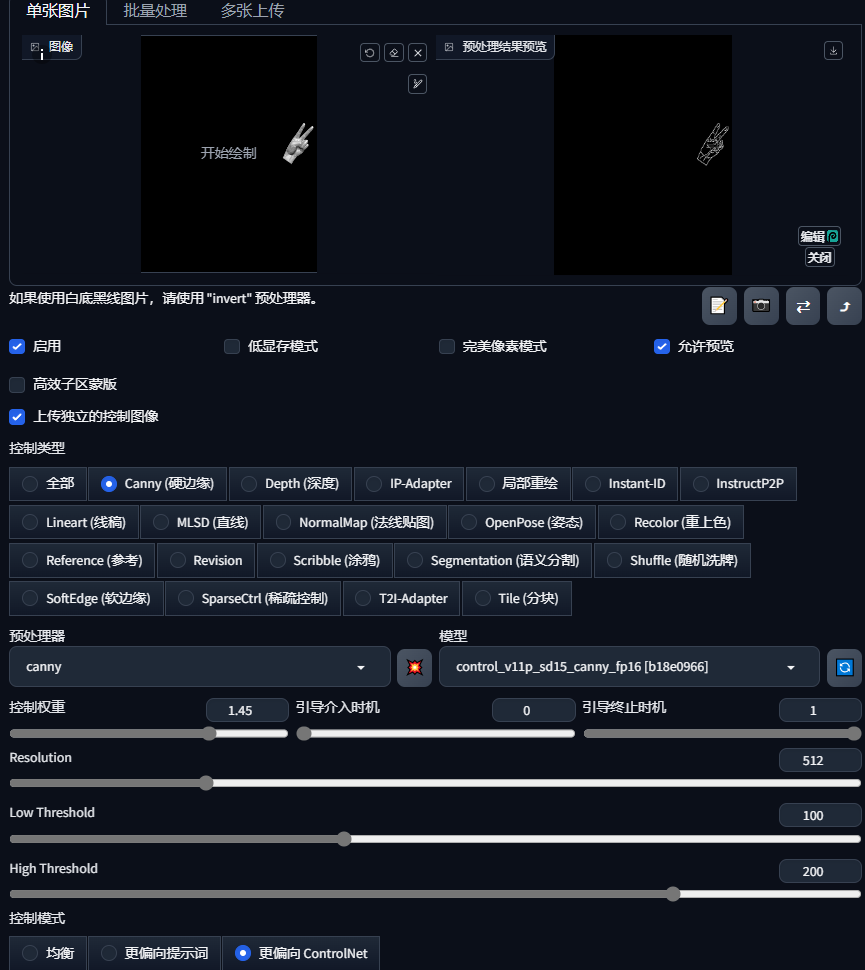 单张图片 批量处理 多张上传
图像 预处理结果预览
开始绘制
编辑
关闭
如果使用白底黑线图片，请使用 "invert" 预处理器。
启用 低显存模式 完美像素模式 允许预览
高效子区蒙版
上传独立的控制图像
控制类型
全部 Canny (硬边缘) Depth (深度) IP-Adapter 局部重绘 Instant-ID InstructP2P
Lineart (线稿) MLSD (直线) NormalMap (法线贴图) OpenPose (姿态) Recolor (重上色)
Reference (参考) Revision Scribble (涂鸦) Segmentation (语义分割) Shuffle (随机洗牌)
SoftEdge (软边缘) SparseCtrl (稀疏控制) T2I-Adapter Tile (分块)
预处理器 模型
canny control_v11p_sd15_canny_fp16 [b18e0966]
控制权重 1.45 引导介入时机 0 引导终止时机 1
Resolution 512
Low Threshold 100
High Threshold 200
控制模式
均衡 更偏向提示词 更偏向 ControlNet